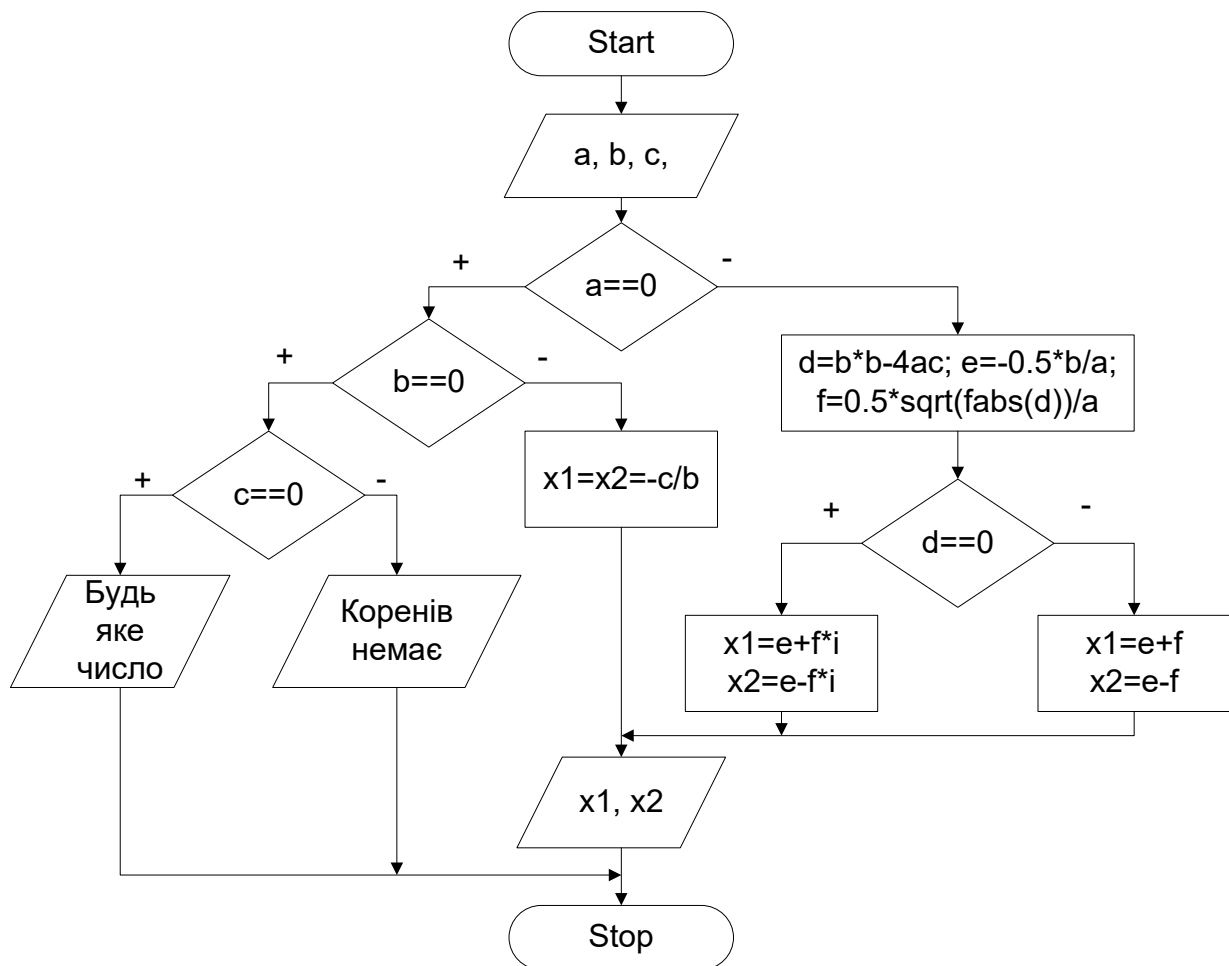 Start
a, b, c,
+
-
a==0
+
-
b==0
d=b*b-4ac; e=-0.5*b/a;
f=0.5*sqrt(fabs(d))/a
+
-
c==0
x1=x2=-c/b
+
-
d==0
Будь
яке
число
Коренів
немає
x1=e+f*i
x2=e-f*i
x1=e+f
x2=e-f
x1, x2
Stop